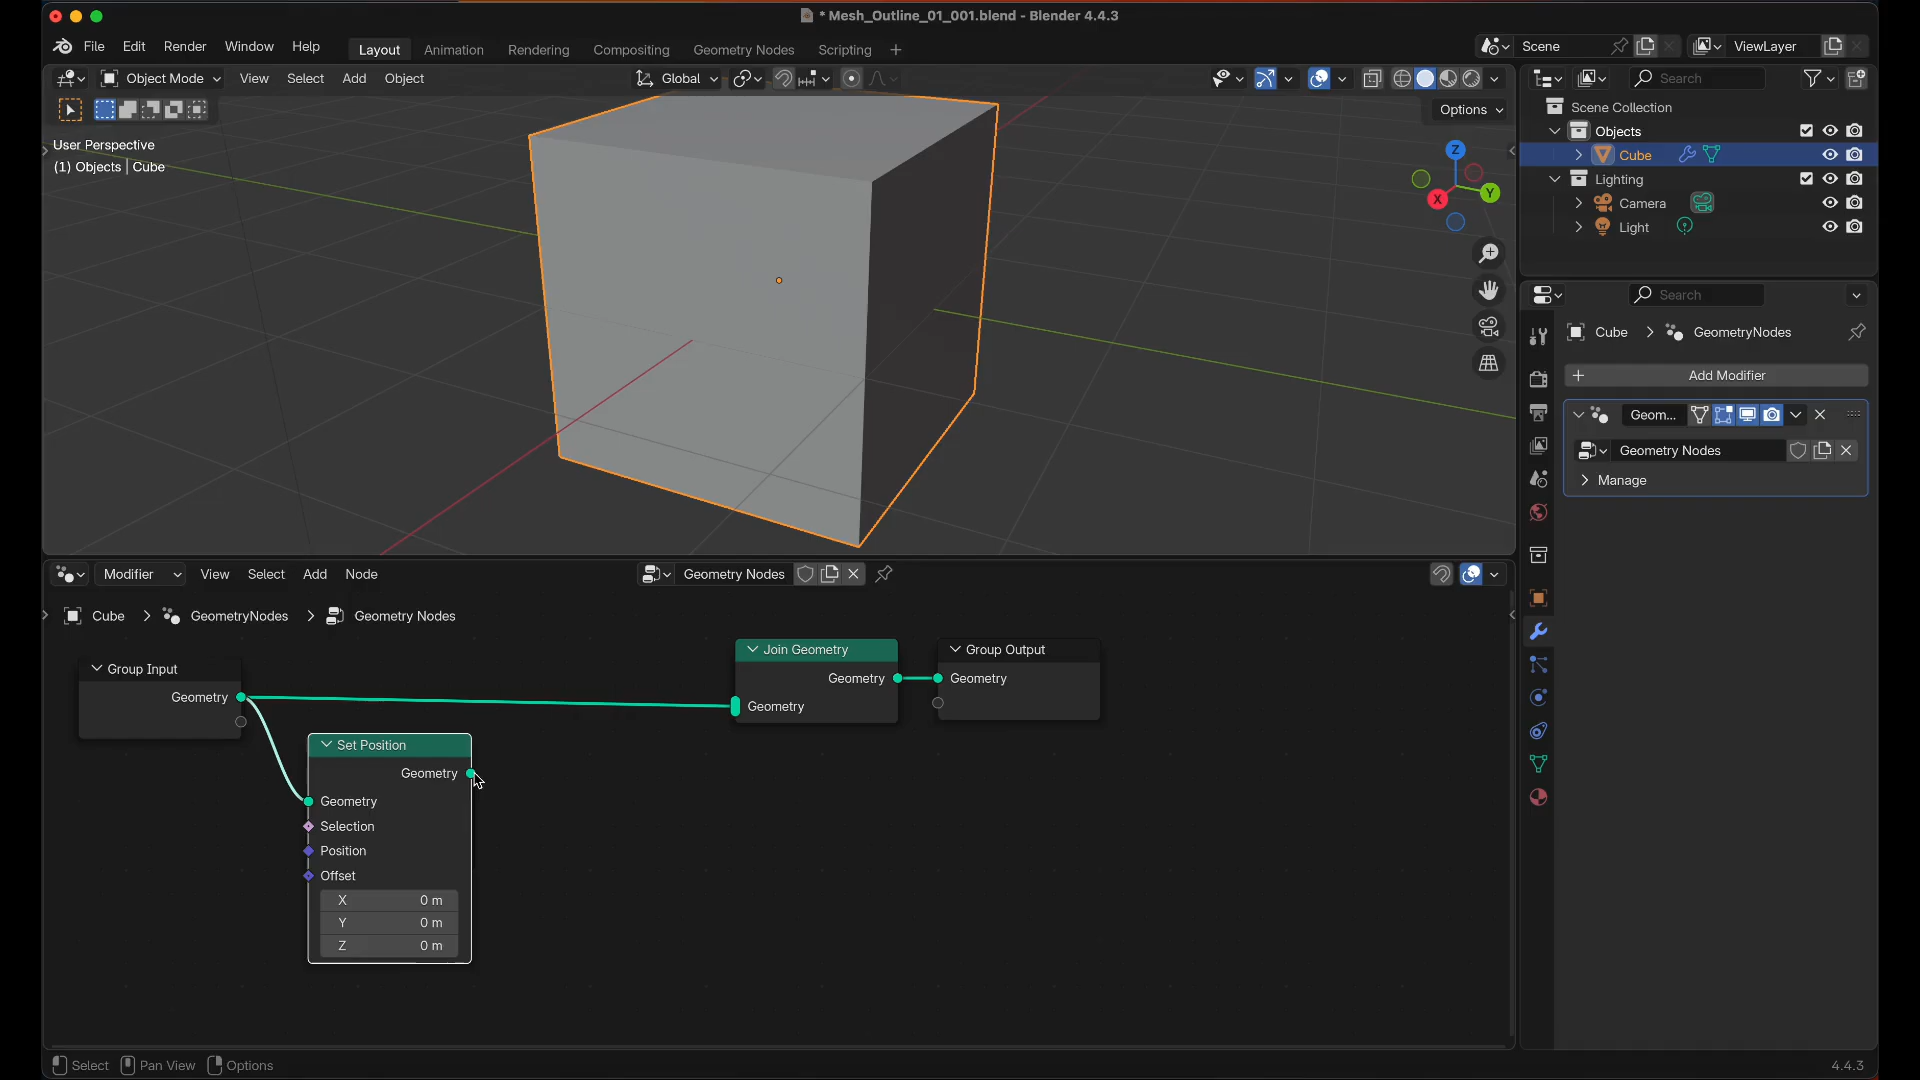 * Mesh_Outline_01_001.blend - Blender 4.4.3
File Edit Render Window Help
Layout Animation Rendering Compositing Geometry Nodes Scripting +
Scene
ViewLayer
Object Mode View Select Add Object
Global
Options
User Perspective
(1) Objects | Cube
Z
Y
X
Search
Scene Collection
Objects
Cube
Lighting
Camera
Light
Search
Cube > GeometryNodes
+ Add Modifier
Geom...
Geometry Nodes
Manage
Modifier View Select Add Node
Geometry Nodes
Cube > GeometryNodes > Geometry Nodes
Group Input
Geometry
Set Position
Geometry
Geometry
Selection
Position
Offset
X 0 m
Y 0 m
Z 0 m
Join Geometry
Geometry
Geometry
Group Output
Geometry
Select Pan View Options
4.4.3